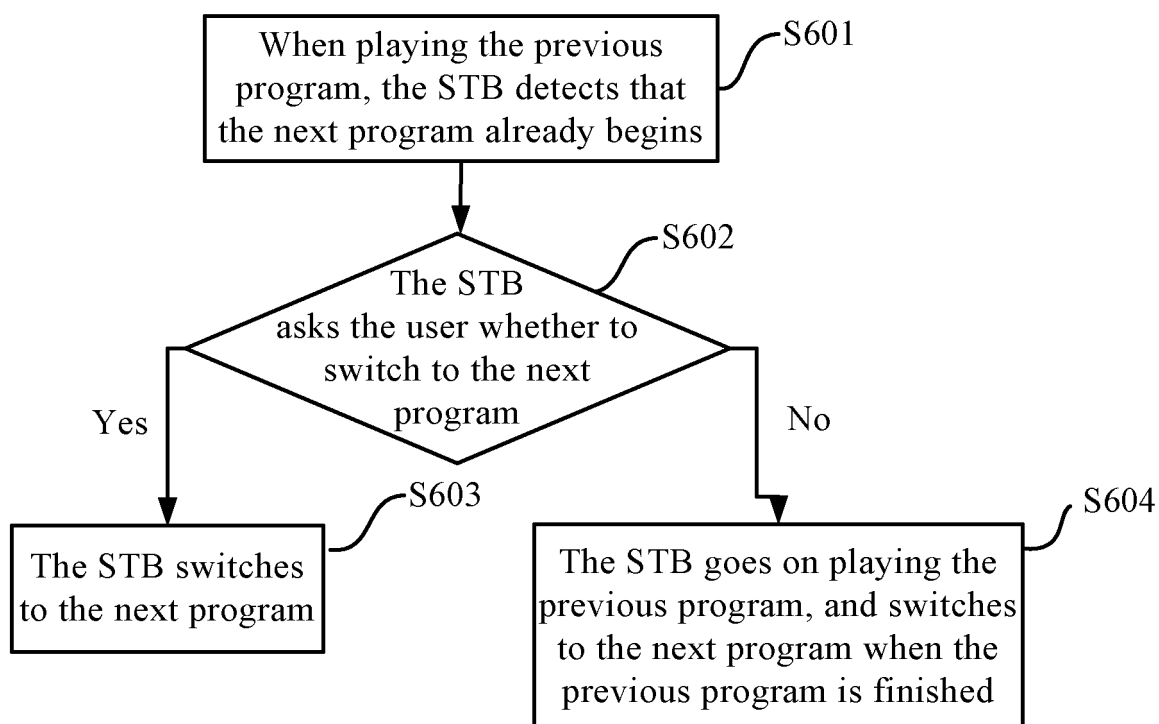 When playing the previous
program, the STB detects that
the next program already begins
S601
S602
The STB
asks the user whether to
switch to the next
program
Yes
No
S603
The STB switches
to the next program
S604
The STB goes on playing the
previous program, and switches
to the next program when the
previous program is finished